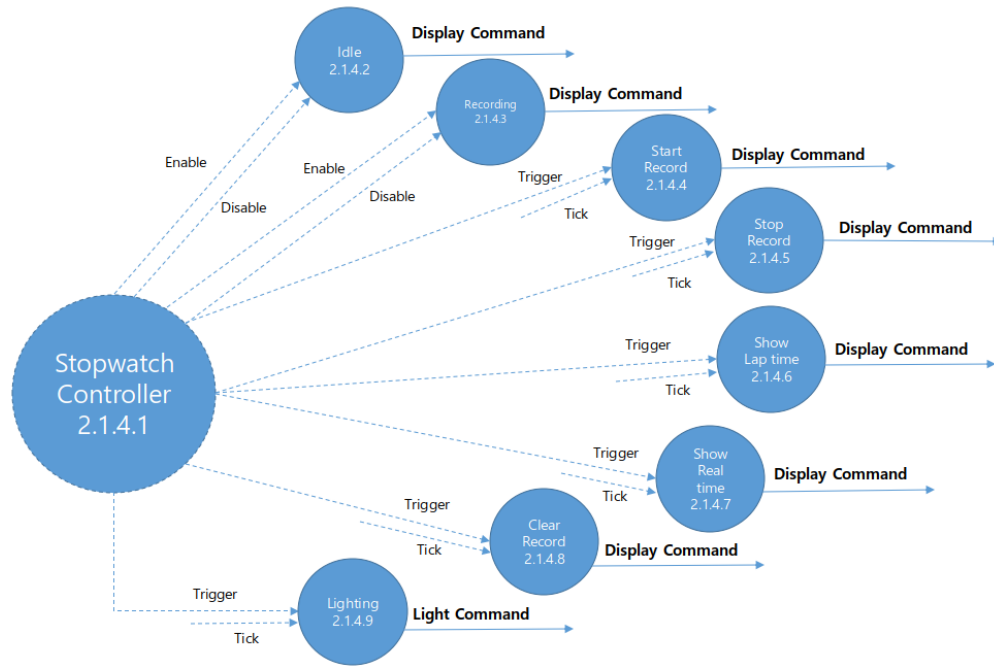 Display Command
Idle
2.1.4.2
Display Command
Recording
2.1.4.3
Enable
Enable
Disable
Disable
Display Command
Start
Record
2.1.4.4
Trigger
Tick
Display Command
Stop
Record
2.1.4.5
Trigger
Tick
Stopwatch
Controller
2.1.4.1
Display Command
Show
Lap time
2.1.4.6
Trigger
Tick
Display Command
Show
Real
time
2.1.4.7
Trigger
Tick
Display Command
Clear
Record
2.1.4.8
Trigger
Tick
Light Command
Lighting
2.1.4.9
Trigger
Tick